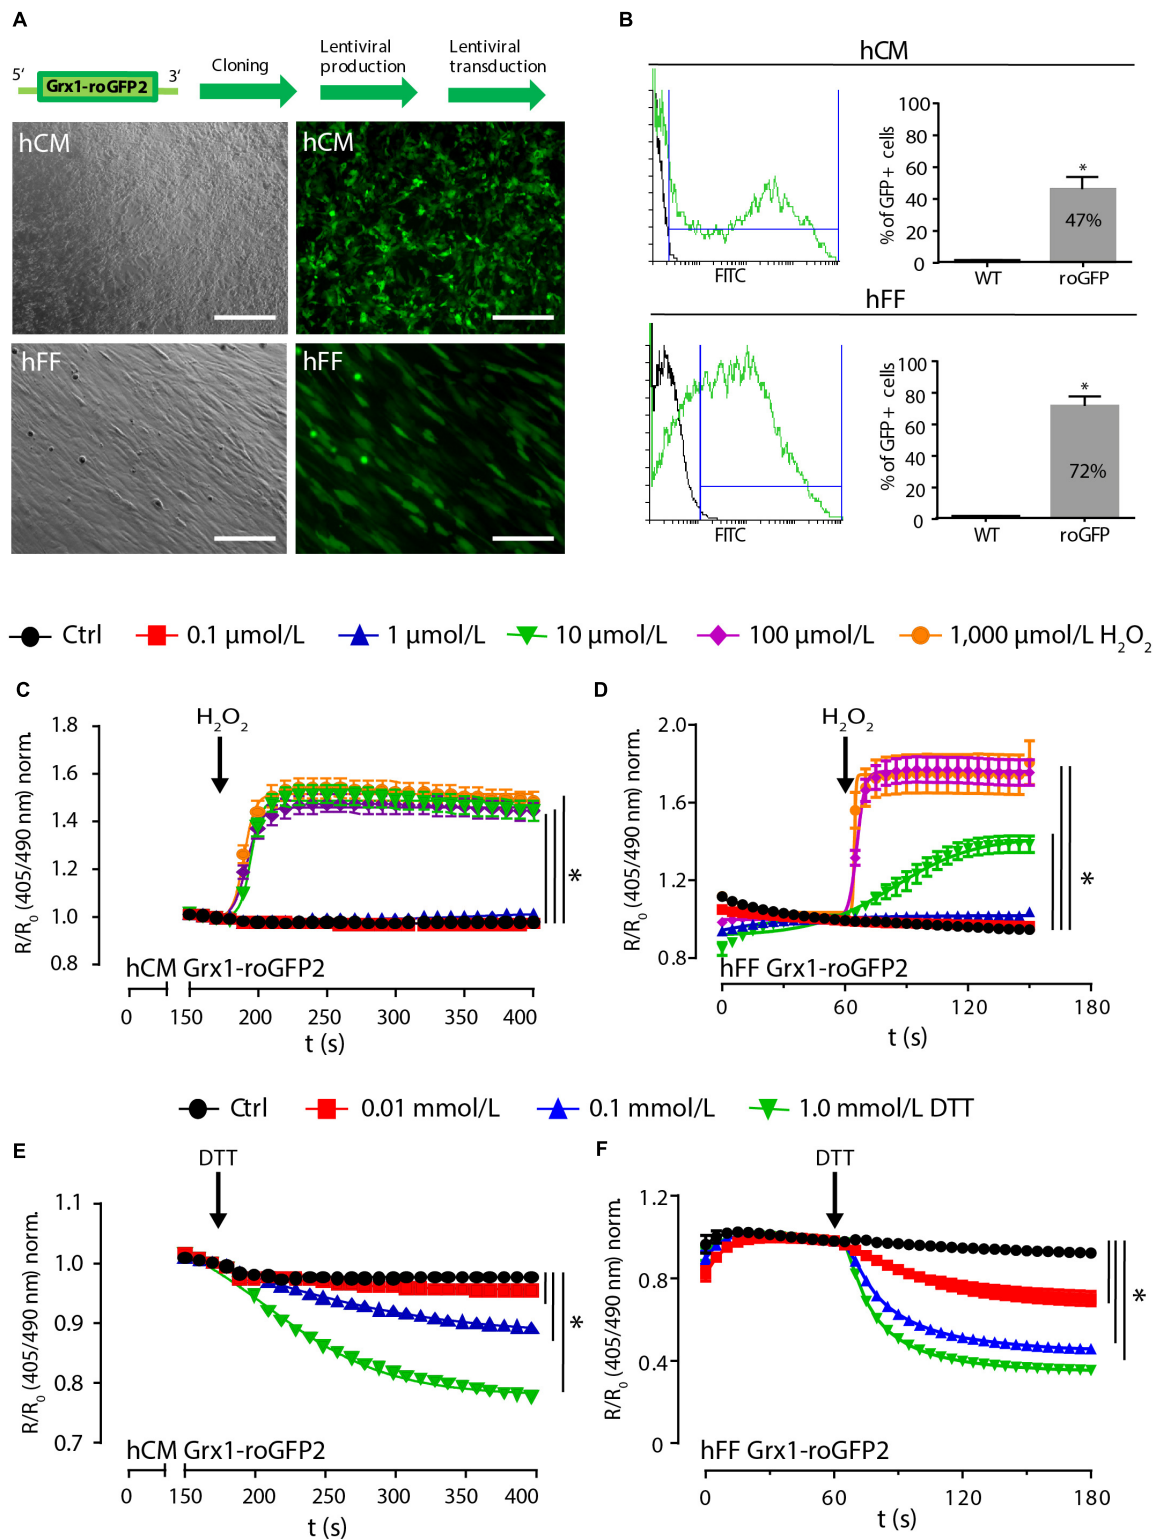 A
5‘ Grx1-roGFP2 3‘
Cloning
Lentiviral
production
Lentiviral
transduction
hCM
hCM
hFF
hFF
B
hCM
FITC
% of GFP+ cells
100
80
60
40
20
0
*
47%
WT roGFP
hFF
FITC
% of GFP+ cells
100
80
60
40
20
0
*
72%
WT roGFP
Ctrl 0.1 µmol/L 1 µmol/L 10 µmol/L 100 µmol/L 1,000 µmol/L H₂O₂
C
H₂O₂
R/R₀ (405/490 nm) norm.
1.8
1.6
1.4
1.2
1.0
0.8
*
hCM Grx1-roGFP2
0 150 200 250 300 350 400
t (s)
D
H₂O₂
R/R₀ (405/490 nm) norm.
2.0
1.6
1.2
0.8
*
hFF Grx1-roGFP2
0 60 120 180
t (s)
Ctrl 0.01 mmol/L 0.1 mmol/L 1.0 mmol/L DTT
E
DTT
R/R₀ (405/490 nm) norm.
1.1
1.0
0.9
0.8
0.7
*
hCM Grx1-roGFP2
0 150 200 250 300 350 400
t (s)
F
DTT
R/R₀ (405/490 nm) norm.
1.2
0.8
0.4
0
*
hFF Grx1-roGFP2
0 60 120 180
t (s)